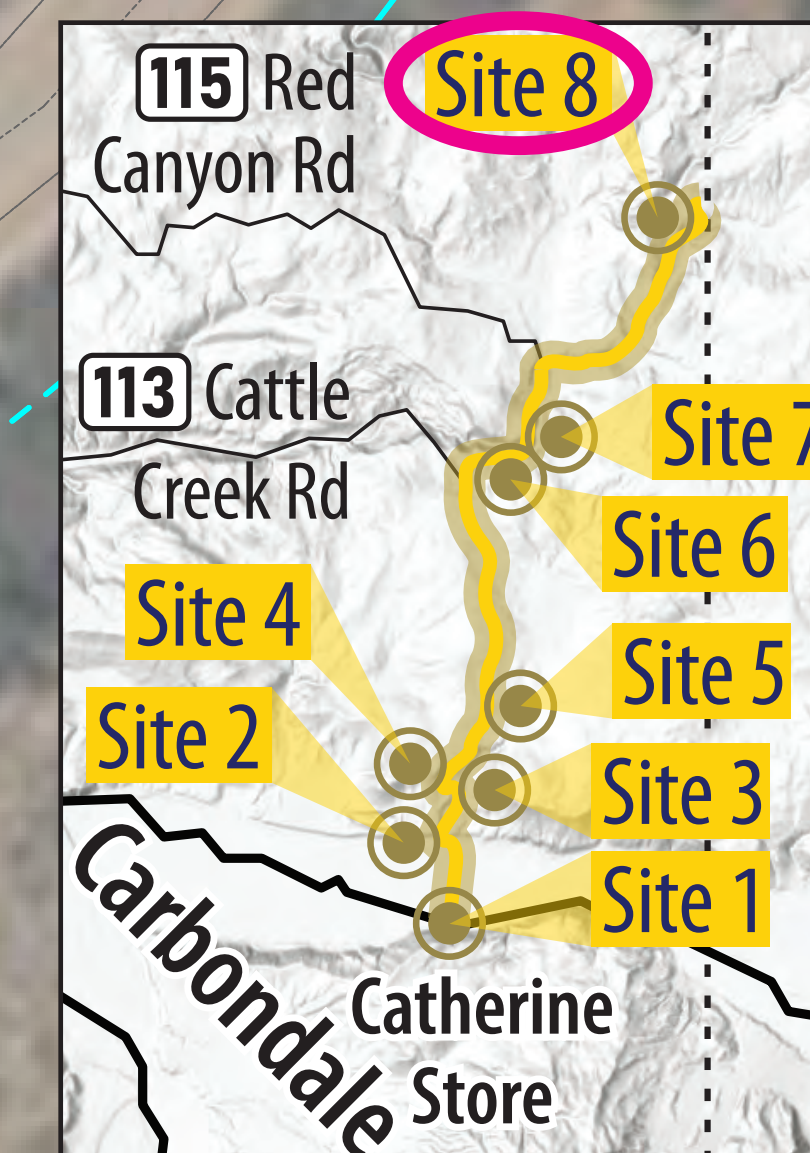 115 Red
Canyon Rd
Site 8
113 Cattle
Creek Rd
Site 7
Site 6
Site 4
Site 5
Site 2
Site 3
Site 1
Carbondale
Catherine
Store